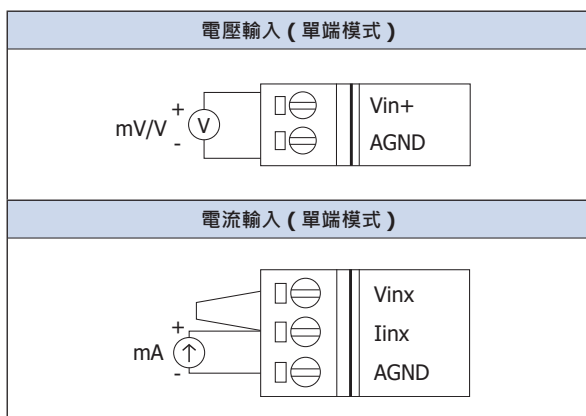 電壓輸入 ( 單端模式 )
+
mV/V
V
-
Vin+
AGND
電流輸入 ( 單端模式 )
Vinx
+
Iinx
mA
-
AGND